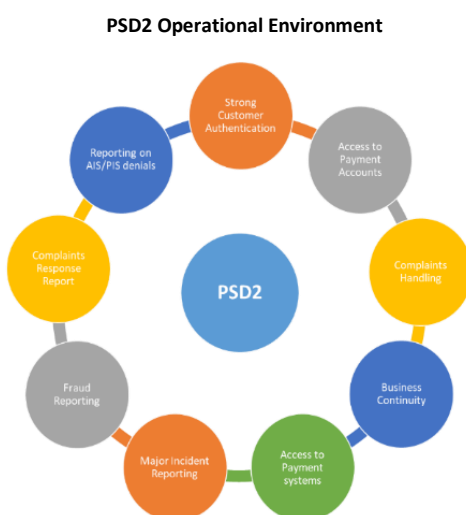 PSD2 Operational Environment
Strong
Customer
Authentication
Access to
Payment
Accounts
Complaints
Handling
Business
Continuity
Access to
Payment
systems
Major Incident
Reporting
Fraud
Reporting
Complaints
Response
Report
Reporting on
AIS/PIS denials
PSD2